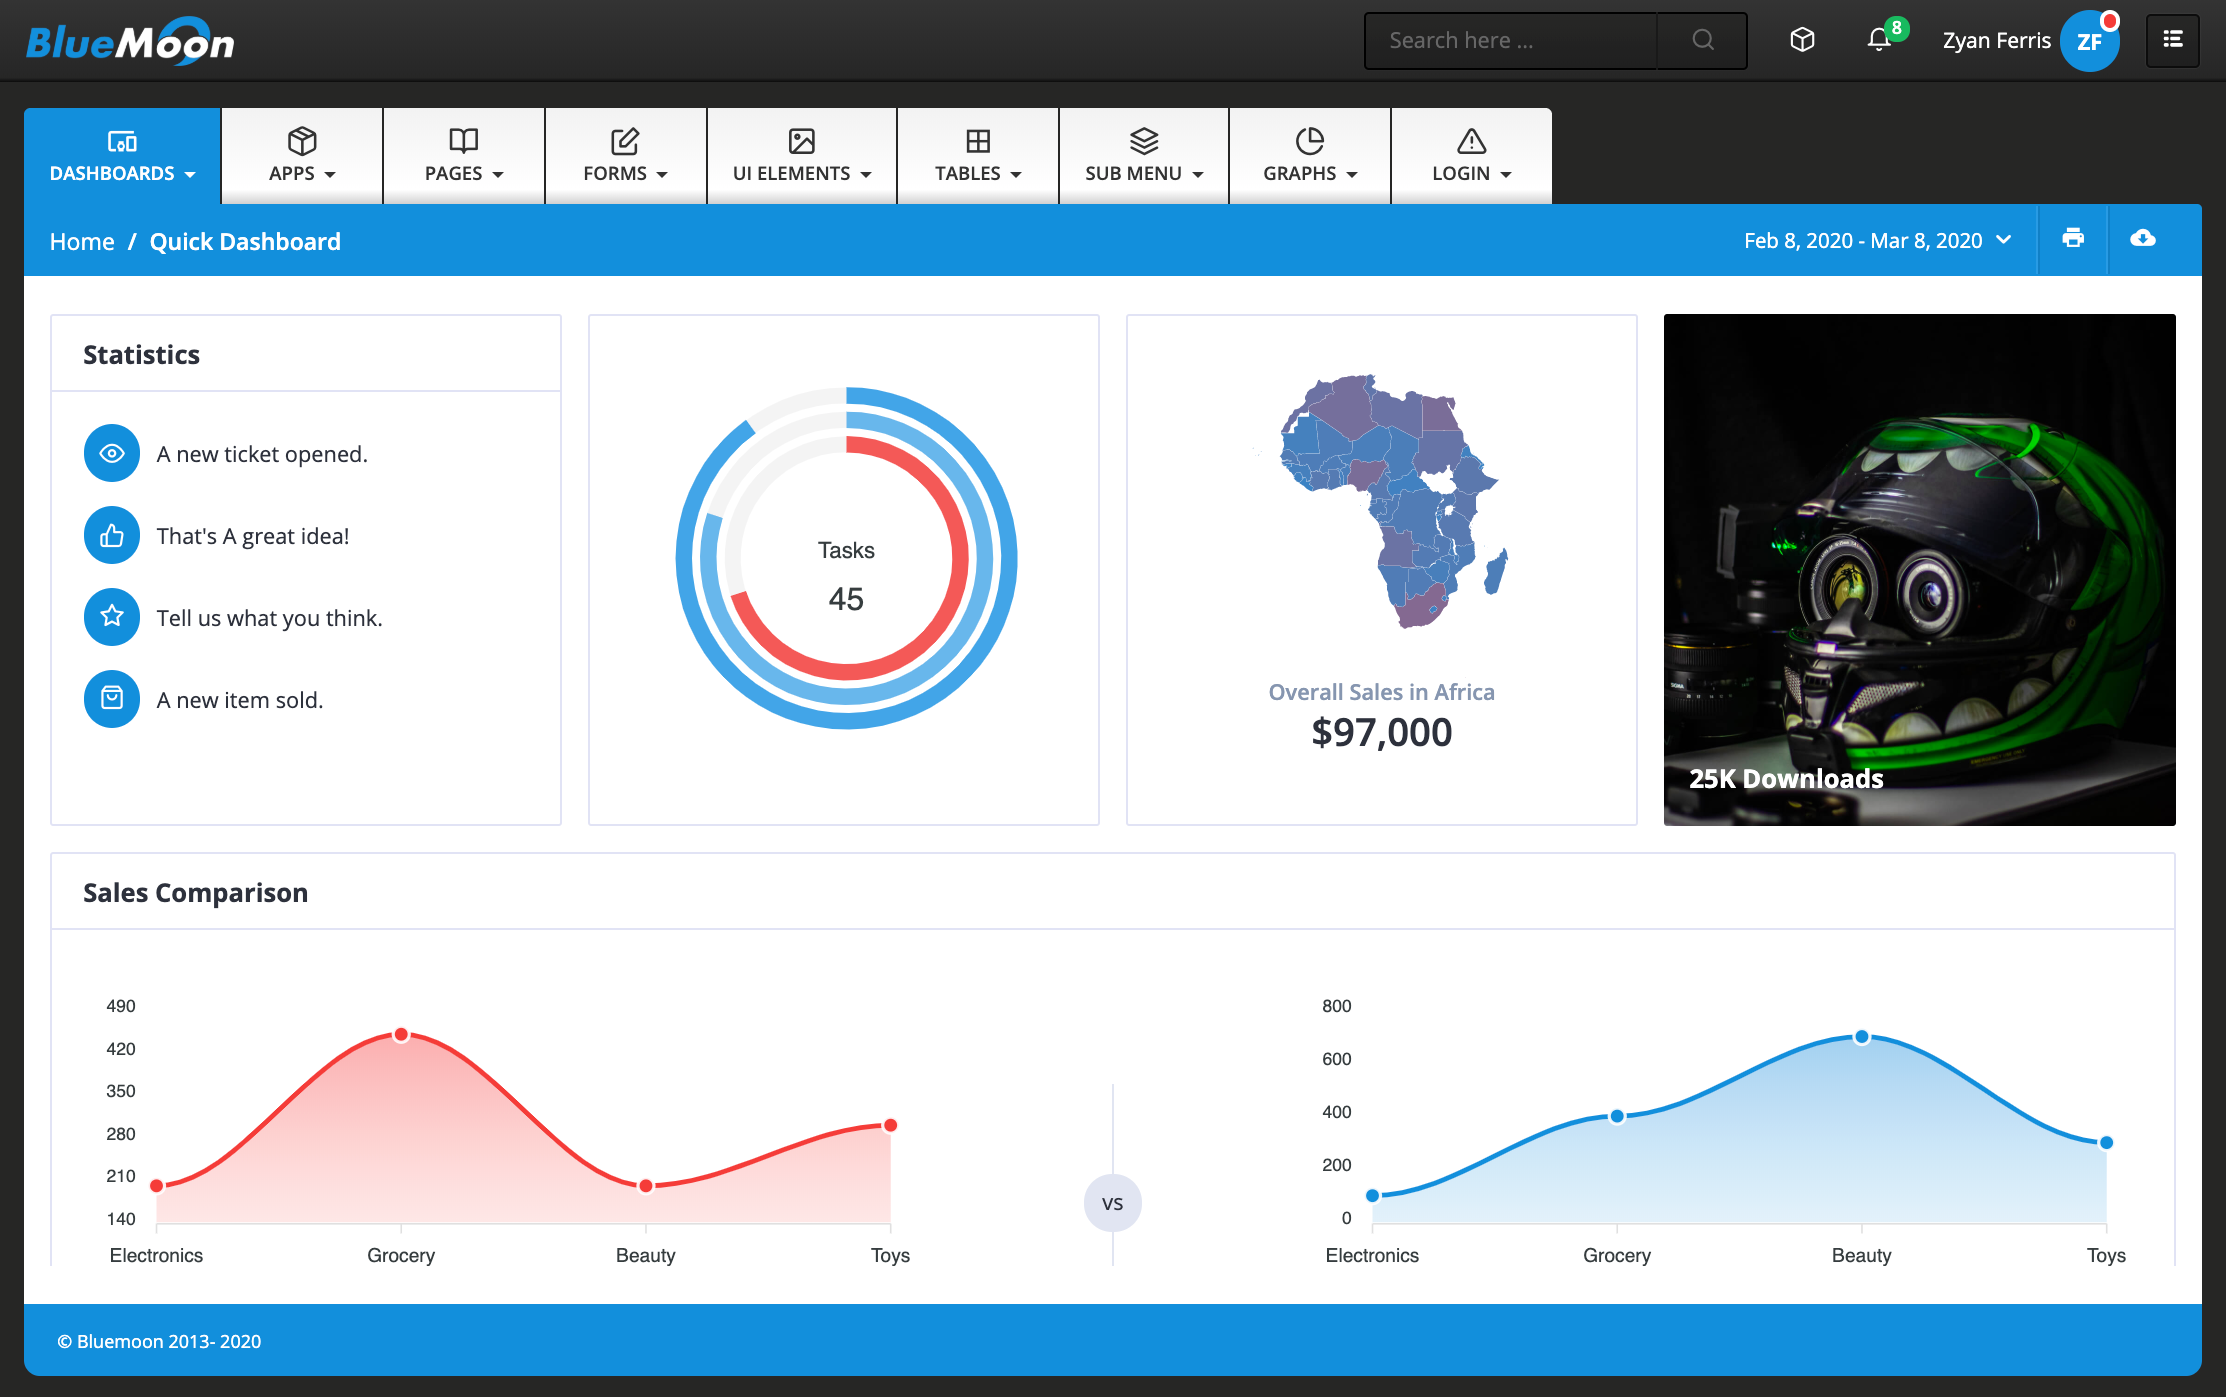 BlueMoon
Search here ...
8
Zyan Ferris
ZF
DASHBOARDS
APPS
PAGES
FORMS
UI ELEMENTS
TABLES
SUB MENU
GRAPHS
LOGIN
Home / Quick Dashboard
Feb 8, 2020 - Mar 8, 2020
Statistics
A new ticket opened.
That's A great idea!
Tell us what you think.
A new item sold.
Tasks
45
Overall Sales in Africa
$97,000
25K Downloads
Sales Comparison
490
420
350
280
210
140
Electronics
Grocery
Beauty
Toys
VS
800
600
400
200
0
Electronics
Grocery
Beauty
Toys
© Bluemoon 2013- 2020